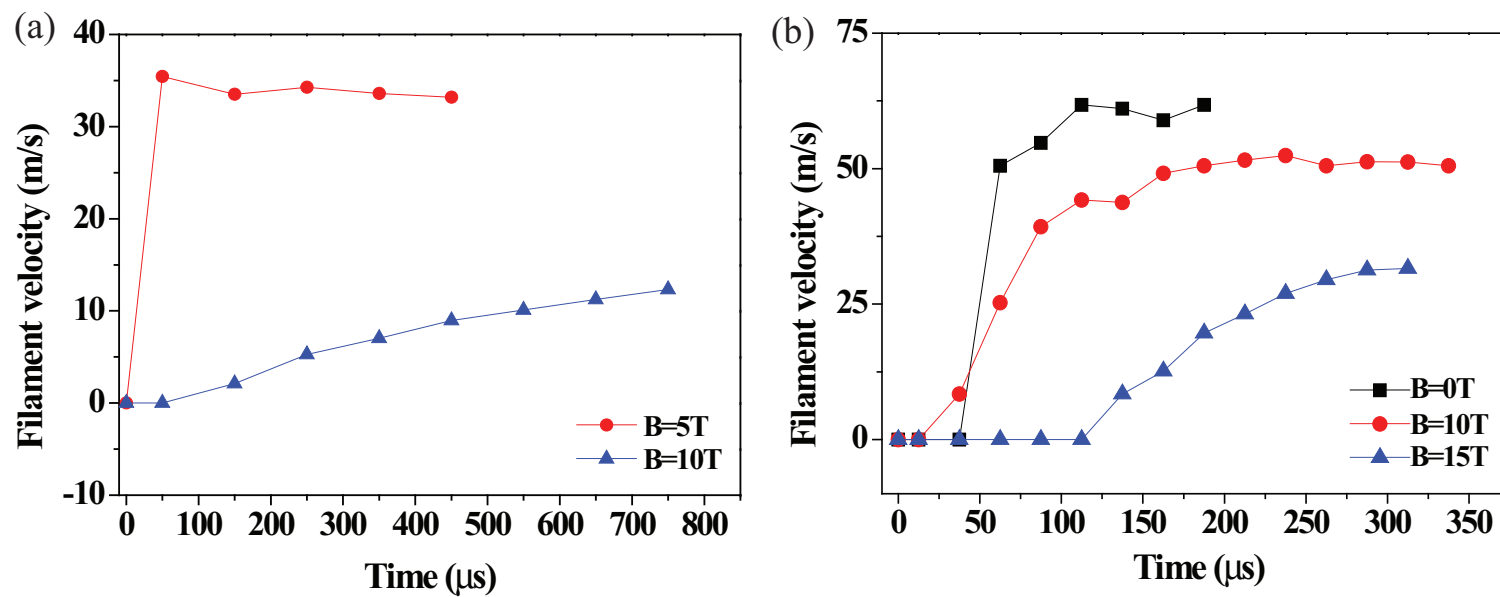 (a)
40
30
20
10
0
-10
Filament velocity (m/s)
0 100 200 300 400 500 600 700 800
Time (μs)
B=5T
B=10T
(b)
75
50
25
0
Filament velocity (m/s)
0 50 100 150 200 250 300 350
Time (μs)
B=0T
B=10T
B=15T